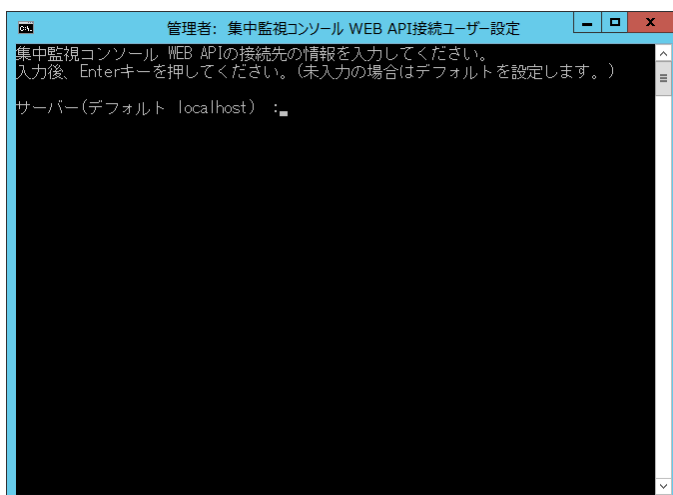 管理者: 集中監視コンソール WEB API接続ユーザー設定
集中監視コンソール WEB APIの接続先の情報を入力してください。
入力後、Enterキーを押してください。(未入力の場合はデフォルトを設定します。)
サーバー(デフォルト localhost) :